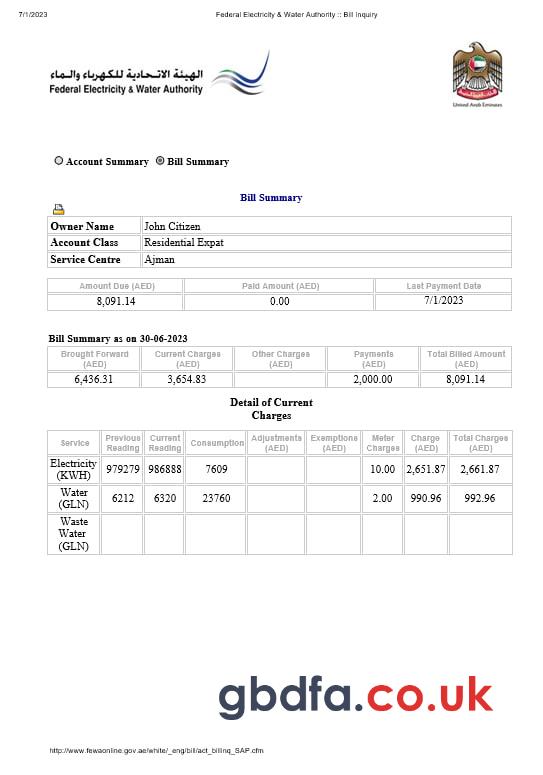 7/1/2023 Federal Electricity & Water Authority :: Bill Inquiry
الهيئة الاتحادية للكهرباء والماء
Federal Electricity & Water Authority
United Arab Emirates
Account Summary Bill Summary
Bill Summary
Owner Name John Citizen
Account Class Residential Expat
Service Centre Ajman
Amount Due (AED) Paid Amount (AED) Last Payment Date
8,091.14 0.00 7/1/2023
Bill Summary as on 30-06-2023
Brought Forward (AED) Current Charges (AED) Other Charges (AED) Payments (AED) Total Billed Amount (AED)
6,436.31 3,654.83 2,000.00 8,091.14
Detail of Current
Charges
Service Previous Reading Current Reading Consumption Adjustments (AED) Exemptions (AED) Meter Charges Charge (AED) Total Charges (AED)
Electricity (KWH) 979279 986888 7609 10.00 2,651.87 2,661.87
Water (GLN) 6212 6320 23760 2.00 990.96 992.96
Waste Water (GLN)
gbdfa.co.uk
http://www.fewaonline.gov.ae/white/_eng/bill/act_billinq_SAP.cfm